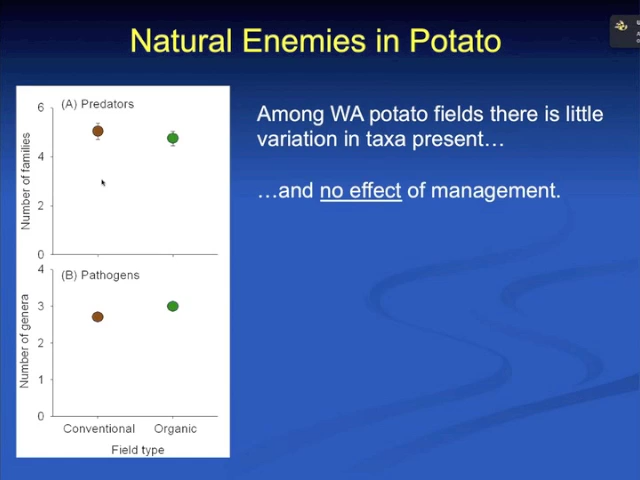 Natural Enemies in Potato
Among WA potato fields there is little
variation in taxa present…
…and no effect of management.
(A) Predators
Number of families
6
4
2
0
(B) Pathogens
Number of genera
4
3
2
1
0
Conventional
Organic
Field type